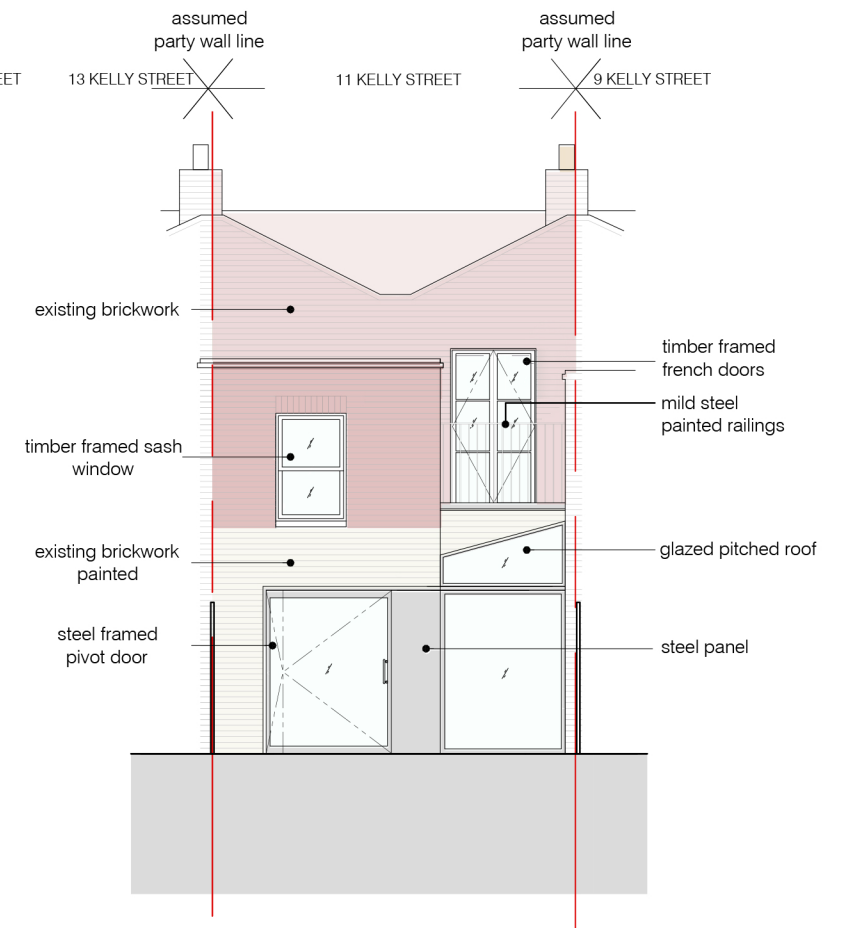 assumed
party wall line
assumed
party wall line
EET
13 KELLY STREET
11 KELLY STREET
9 KELLY STREET
existing brickwork
timber framed
french doors
mild steel
painted railings
timber framed sash
window
existing brickwork
painted
glazed pitched roof
steel framed
pivot door
steel panel